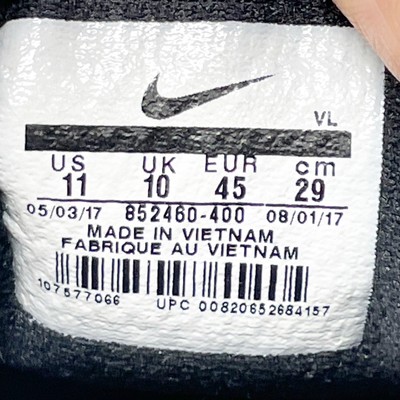 VL
US UK EUR cm
11 10 45 29
05/03/17 852460-400 08/01/17
MADE IN VIETNAM
FABRIQUE AU VIETNAM
107577066 UPC 00820652684157